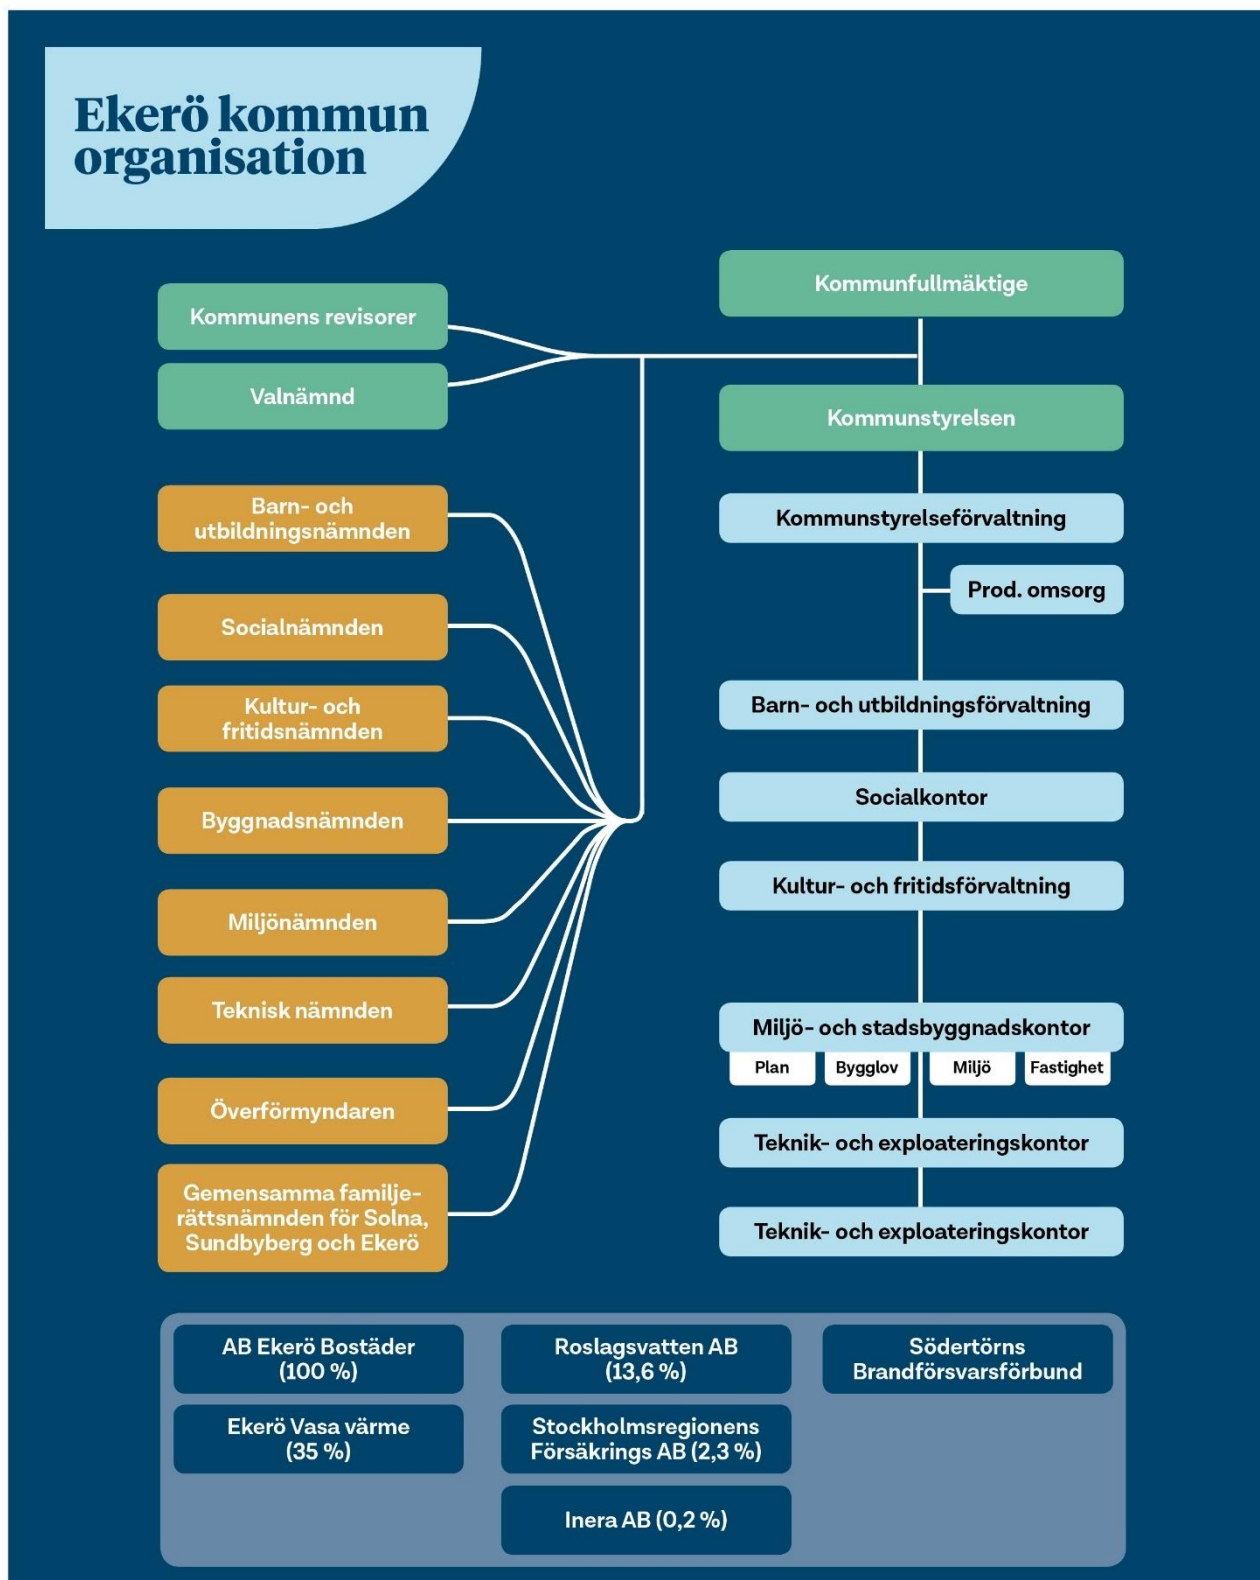 Ekerö kommun
organisation
Kommunens revisorer
Valnämnd
Barn- och
utbildningsnämnden
Socialnämnden
Kultur- och
fritidsnämnden
Byggnadsnämnden
Miljönämnden
Teknisk nämnden
Överförmyndaren
Gemensamma familje-
rättsnämnden för Solna,
Sundbyberg och Ekerö
Kommunfullmäktige
Kommunstyrelsen
Kommunstyrelseförvaltning
Prod. omsorg
Barn- och utbildningsförvaltning
Socialkontor
Kultur- och fritidsförvaltning
Miljö- och stadsbyggnadskontor
Plan
Bygglov
Miljö
Fastighet
Teknik- och exploateringskontor
Teknik- och exploateringskontor
AB Ekerö Bostäder
(100 %)
Ekerö Vasa värme
(35 %)
Roslagsvatten AB
(13,6 %)
Stockholmsregionens
Försäkrings AB (2,3 %)
Inera AB (0,2 %)
Södertörns
Brandförsvarsförbund